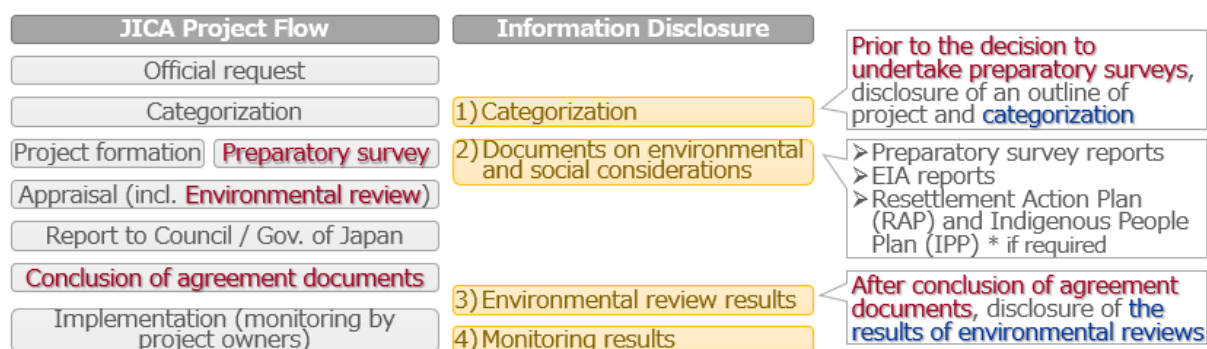 JICA Project Flow
Official request
Categorization
Project formation
Preparatory survey
Appraisal (incl. Environmental review)
Report to Council / Gov. of Japan
Conclusion of agreement documents
Implementation (monitoring by
project owners)
Information Disclosure
1) Categorization
2) Documents on environmental
and social considerations
3) Environmental review results
4) Monitoring results
Prior to the decision to
undertake preparatory surveys,
disclosure of an outline of
project and categorization
➢Preparatory survey reports
➢EIA reports
➢Resettlement Action Plan
(RAP) and Indigenous People
Plan (IPP) * if required
After conclusion of agreement
documents, disclosure of the
results of environmental reviews